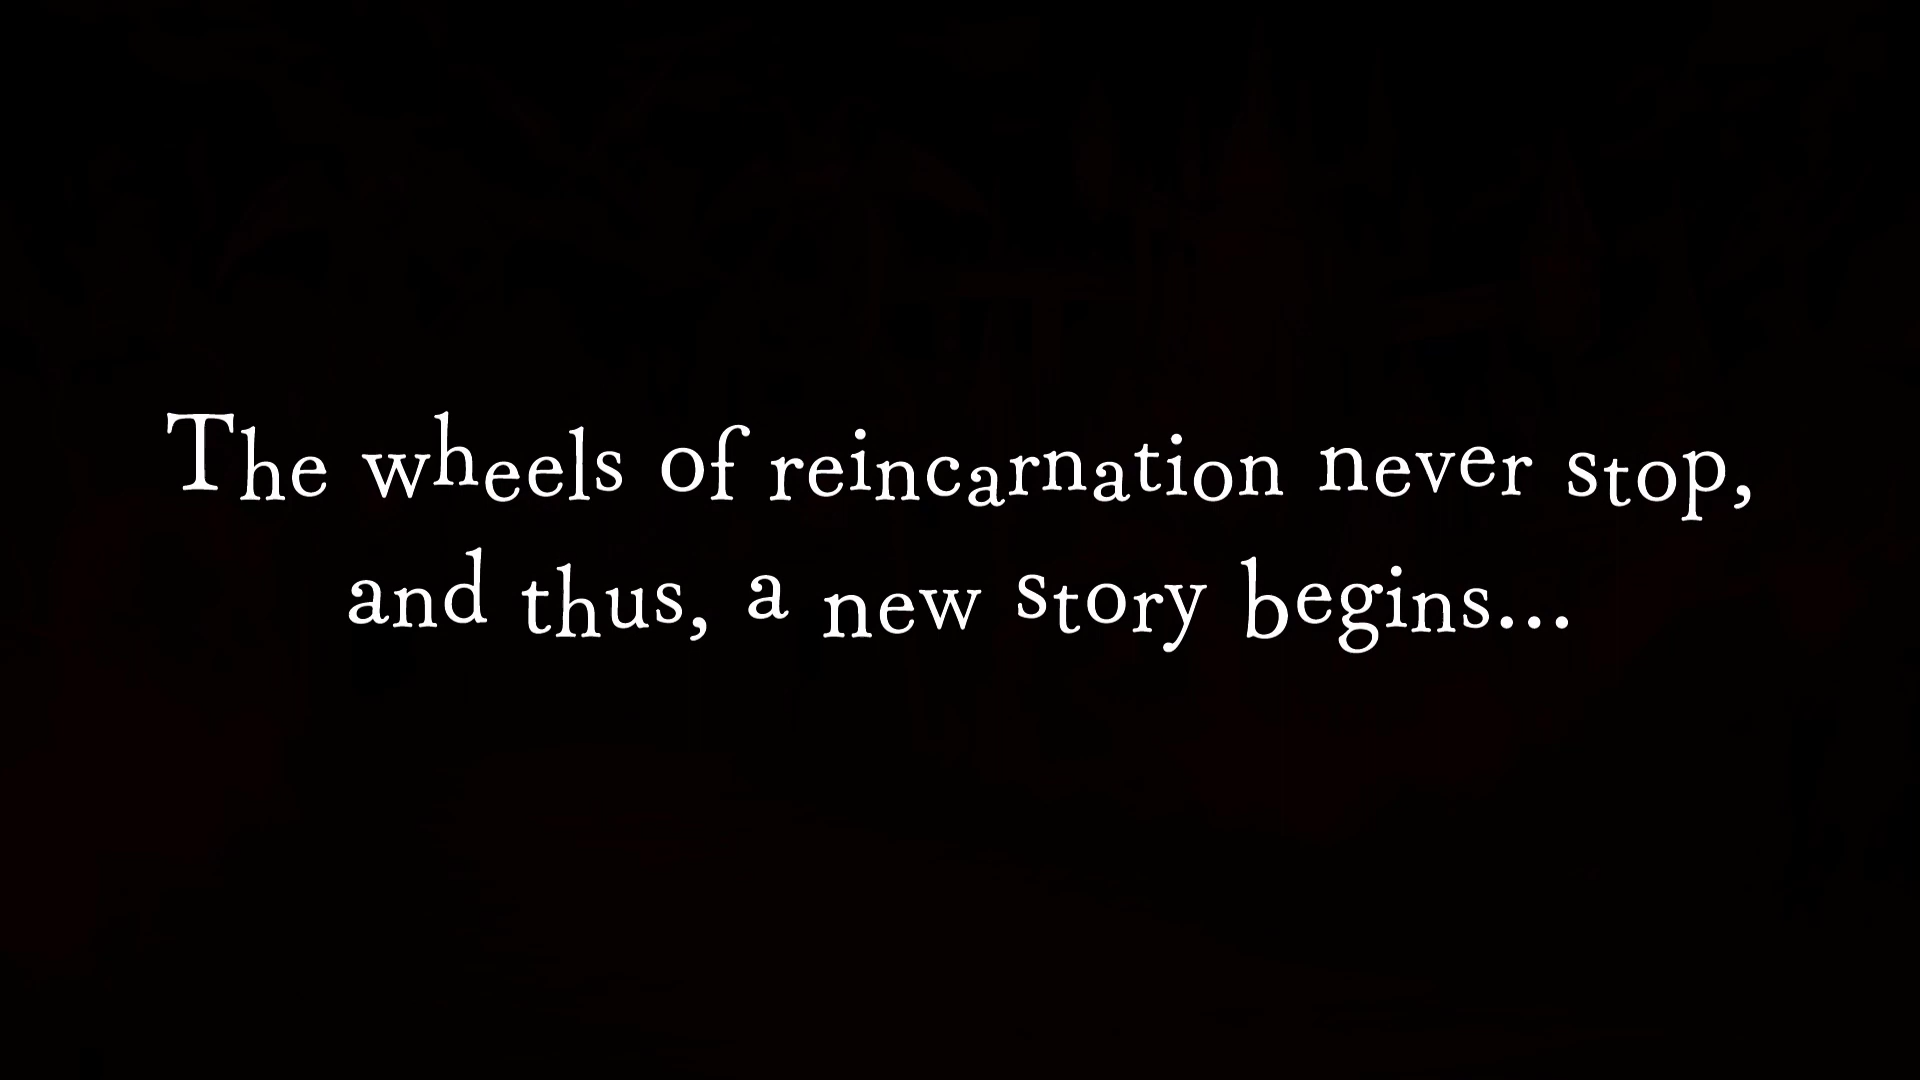 The wheels of reincarnation never stop,
and thus, a new story begins...